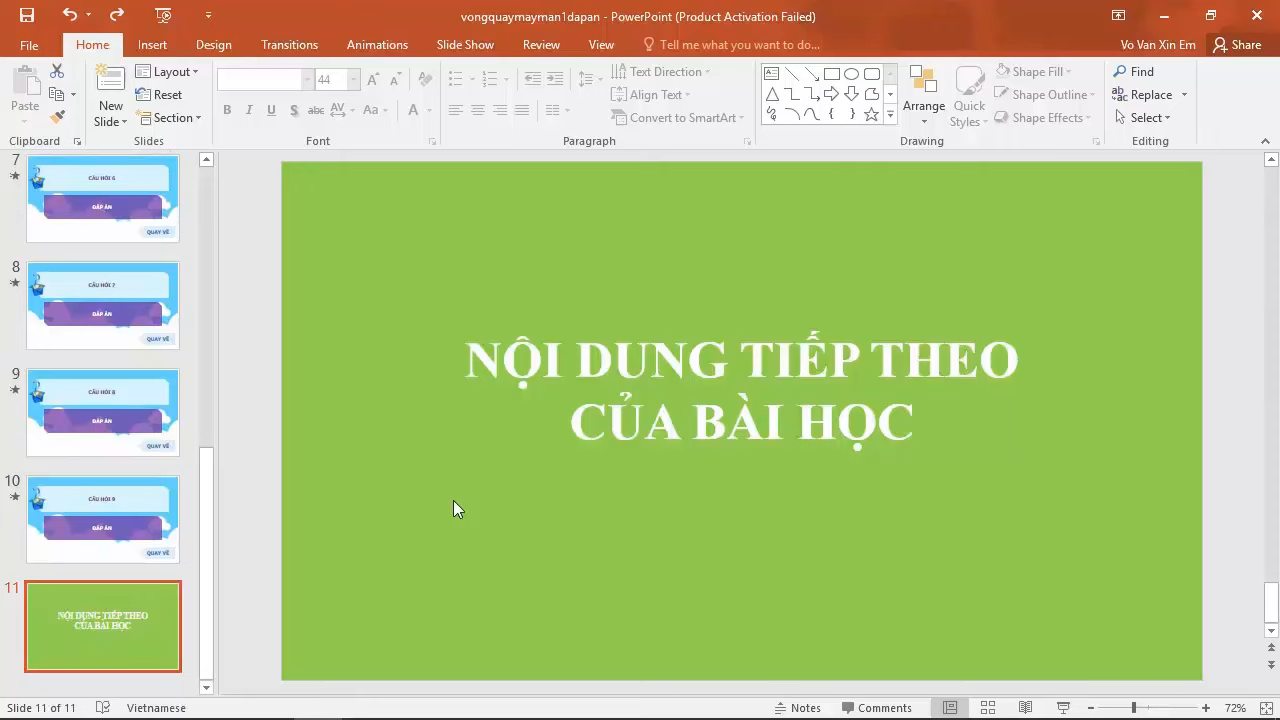 vongquaymayman1dapan - PowerPoint (Product Activation Failed)
File Home Insert Design Transitions Animations Slide Show Review View Tell me what you want to do... Vo Van Xin Em Share
Paste
Clipboard
New Slide
Layout
Reset
Section
Slides
44
B I U S abc AV Aa A
Font
Text Direction
Align Text
Convert to SmartArt
Paragraph
Arrange
Quick Styles
Shape Fill
Shape Outline
Shape Effects
Drawing
Find
Replace
Select
Editing
7
CÂU HỎI 6
ĐÁP ÁN
QUAY VỀ
8
CÂU HỎI 7
ĐÁP ÁN
QUAY VỀ
9
CÂU HỎI 8
ĐÁP ÁN
QUAY VỀ
10
CÂU HỎI 9
ĐÁP ÁN
QUAY VỀ
11
NỘI DUNG TIẾP THEO
CỦA BÀI HỌC
NỘI DUNG TIẾP THEO
CỦA BÀI HỌC
Slide 11 of 11 Vietnamese Notes Comments 72%